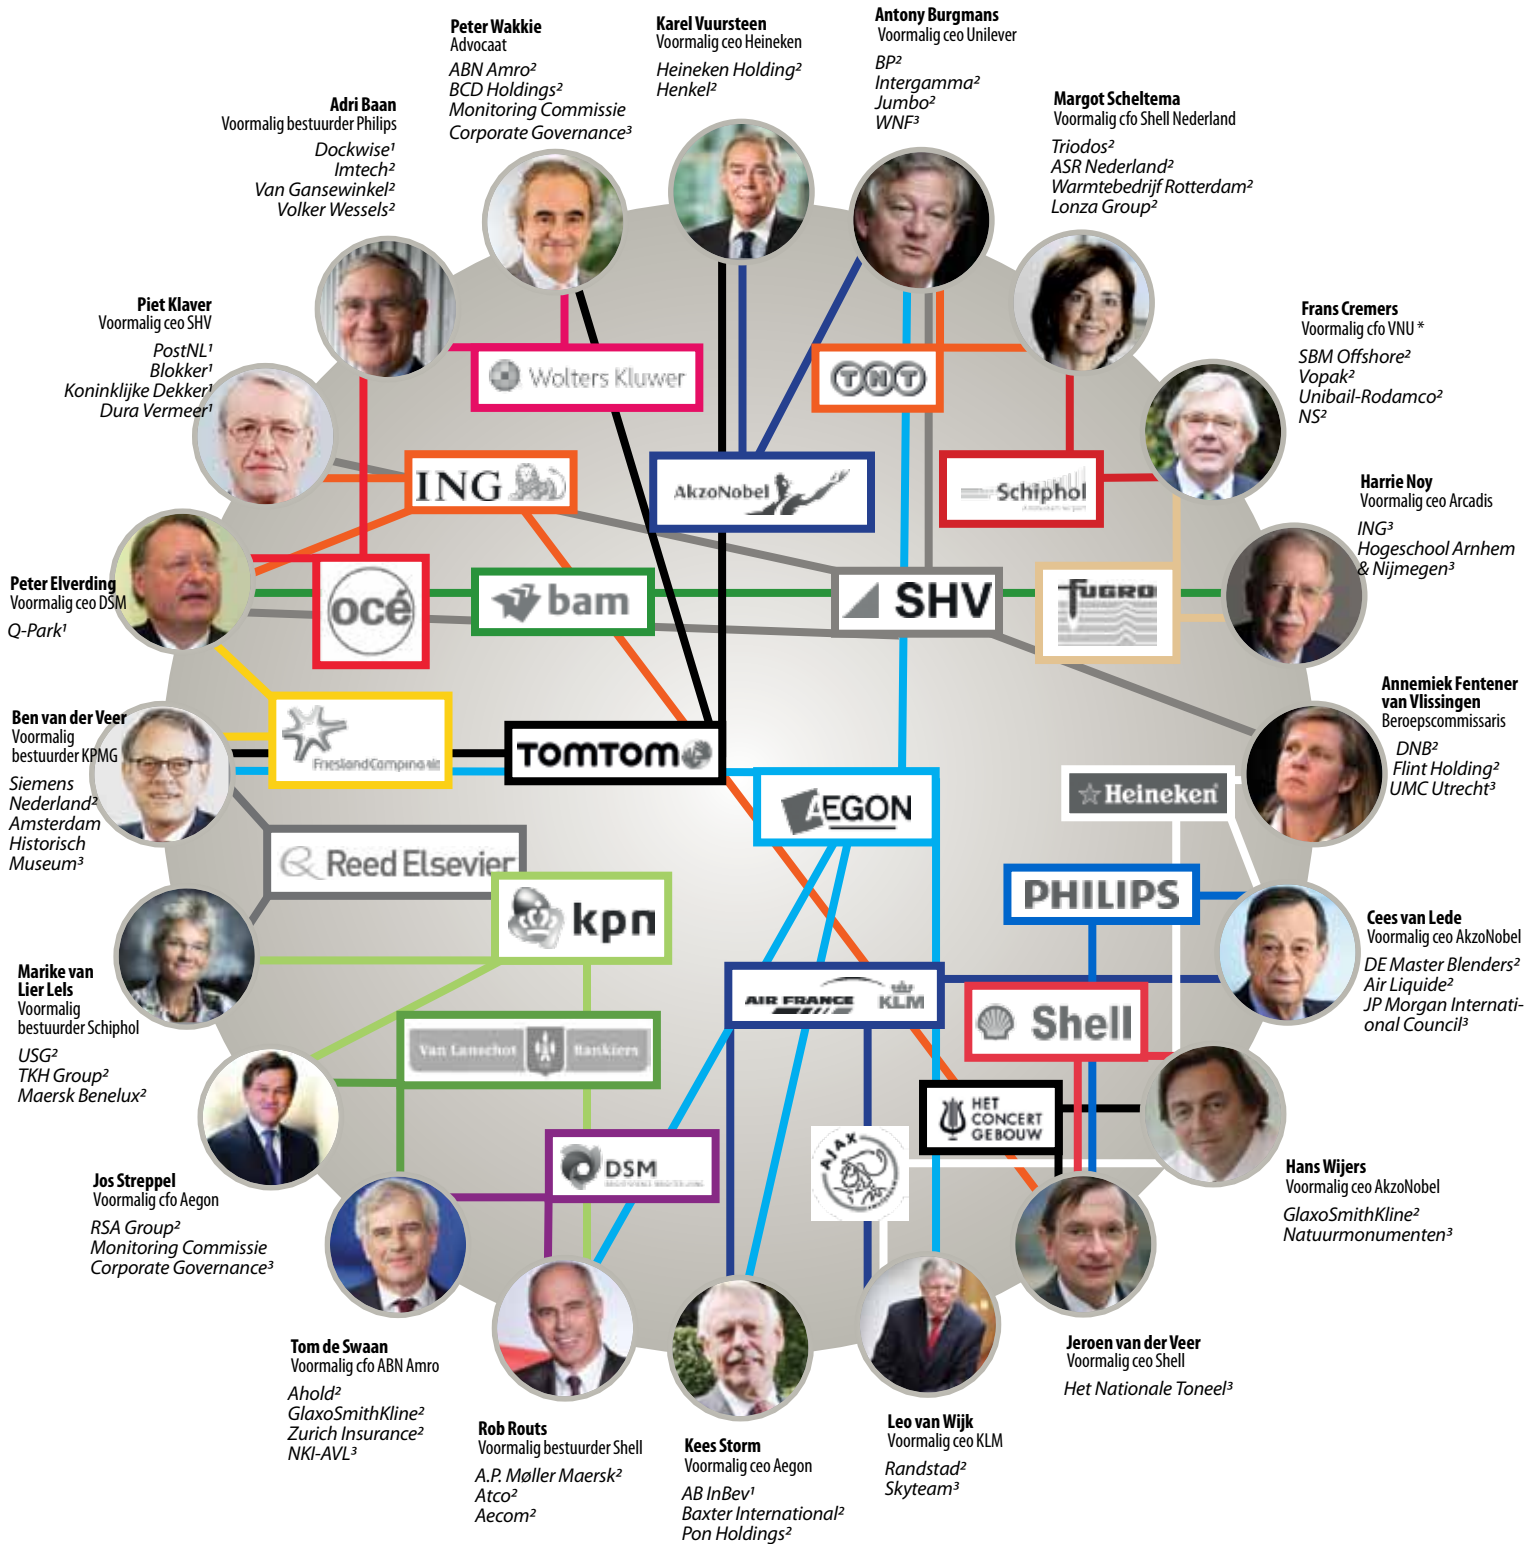 Peter Wakkie
Advocaat
ABN Amro²
BCD Holdings²
Monitoring Commissie
Corporate Governance³
Karel Vuursteen
Voormalig ceo Heineken
Heineken Holding²
Henkel²
Antony Burgmans
Voormalig ceo Unilever
BP²
Intergamma²
Jumbo²
WNF³
Adri Baan
Voormalig bestuurder Philips
Dockwise¹
Imtech²
Van Gansewinkel²
Volker Wessels²
Margot Scheltema
Voormalig cfo Shell Nederland
Triodos²
ASR Nederland²
Warmtebedrijf Rotterdam²
Lonza Group²
Piet Klaver
Voormalig ceo SHV
PostNL¹
Blokker¹
Koninklijke Dekker¹
Dura Vermeer¹
Frans Cremers
Voormalig cfo VNU *
SBM Offshore²
Vopak²
Unibail-Rodamco²
NS²
Harrie Noy
Voormalig ceo Arcadis
ING³
Hogeschool Arnhem
& Nijmegen³
Peter Elverding
Voormalig ceo DSM
Q-Park¹
Annemiek Fentener
van Vlissingen
Beroepscommissaris
DNB²
Flint Holding²
UMC Utrecht³
Ben van der Veer
Voormalig
bestuurder KPMG
Siemens
Nederland²
Amsterdam
Historisch
Museum³
Cees van Lede
Voormalig ceo AkzoNobel
DE Master Blenders²
Air Liquide²
JP Morgan Internati-
onal Council³
Marike van
Lier Lels
Voormalig
bestuurder Schiphol
USG²
TKH Group²
Maersk Benelux²
Hans Wijers
Voormalig ceo AkzoNobel
GlaxoSmithKline²
Natuurmonumenten³
Jos Streppel
Voormalig cfo Aegon
RSA Group²
Monitoring Commissie
Corporate Governance³
Jeroen van der Veer
Voormalig ceo Shell
Het Nationale Toneel³
Tom de Swaan
Voormalig cfo ABN Amro
Ahold²
GlaxoSmithKline²
Zurich Insurance²
NKI-AVL³
Rob Routs
Voormalig bestuurder Shell
A.P. Møller Maersk²
Atco²
Aecom²
Kees Storm
Voormalig ceo Aegon
AB InBev¹
Baxter International²
Pon Holdings²
Leo van Wijk
Voormalig ceo KLM
Randstad²
Skyteam³
Wolters Kluwer
TNT
ING
AkzoNobel
Schiphol
océ
bam
SHV
FUGRO
FrieslandCampina
TOMTOM
AEGON
Heineken
Reed Elsevier
kpn
PHILIPS
AIR FRANCE KLM
Shell
Van Lanschot Bankiers
HET
CONCERT
GEBOUW
AJAX
DSM